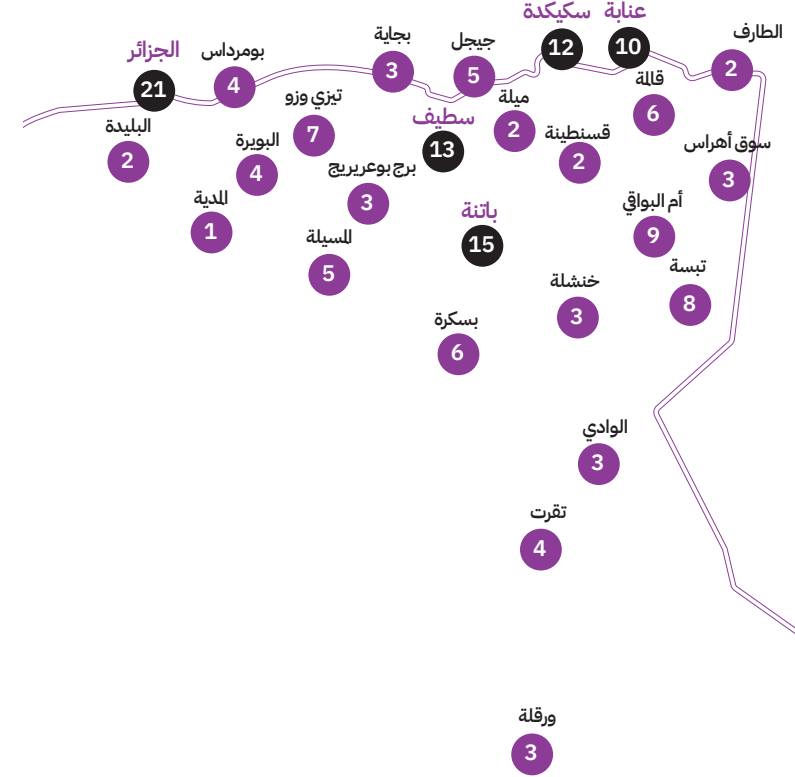 سكيكدة
12
عنابة
10
الطارف
2
الجزائر
21
بومرداس
4
بجاية
3
جيجل
5
قالمة
6
ميلة
2
تيزي وزو
7
سطيف
13
البليدة
2
البويرة
4
قسنطينة
2
سوق أهراس
3
برج بوعريريج
3
المدية
1
باتنة
15
أم البواقي
9
المسيلة
5
تبسة
8
خنشلة
3
بسكرة
6
الوادي
3
تقرت
4
ورقلة
3